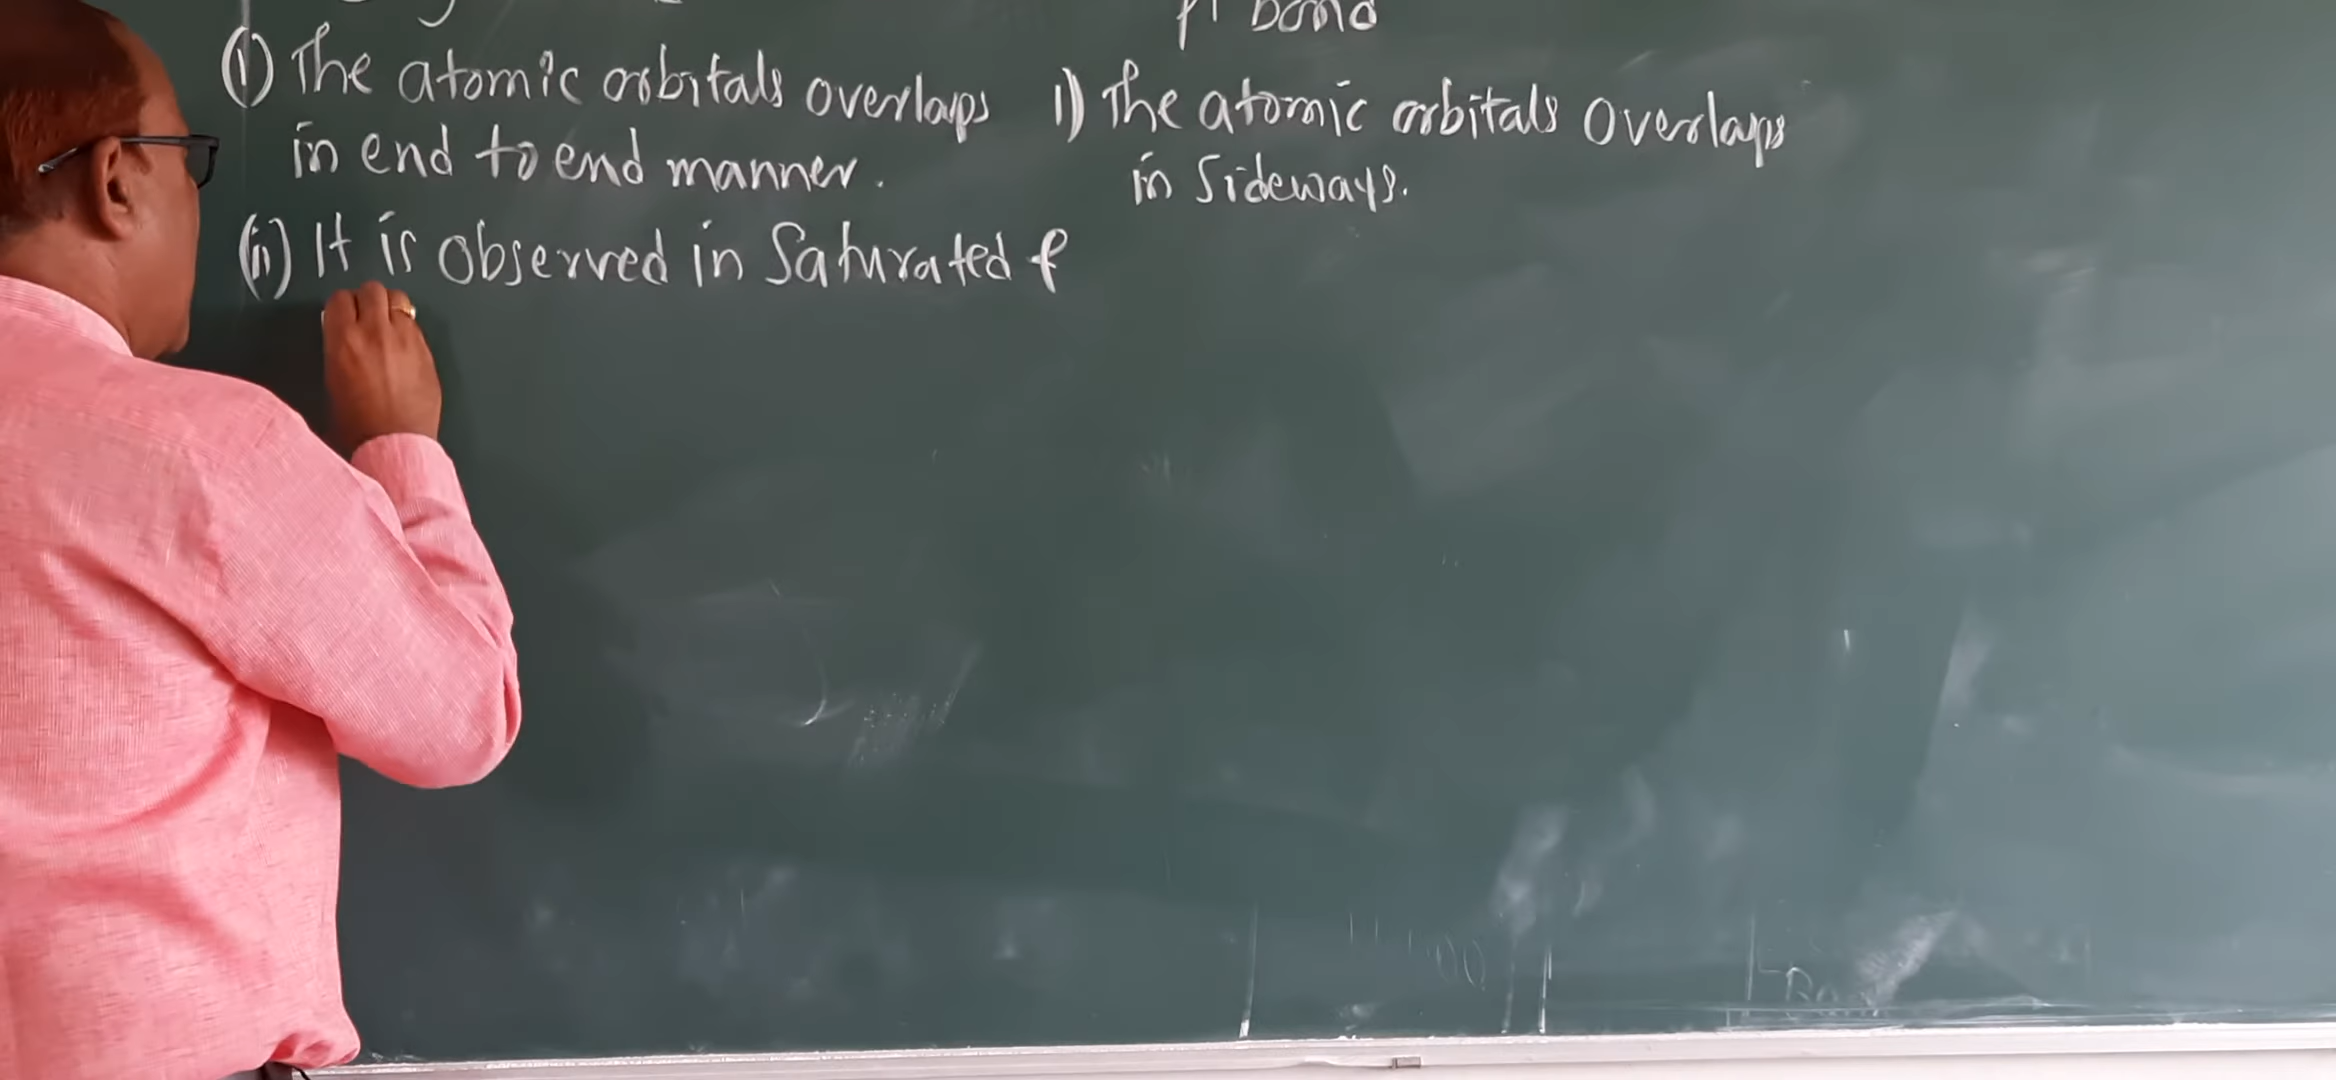 pi bond
(i) The atomic orbitals overlaps
in end to end manner.
(ii) It is observed in Saturated &
1) The atomic orbitals overlaps
in Sideways.